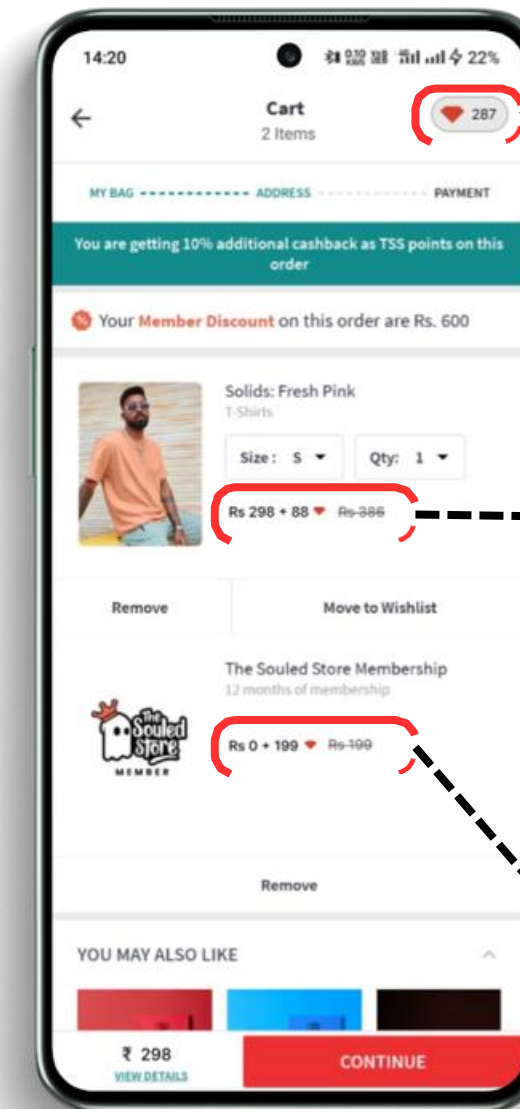 14:20
22%
Cart
287
2 Items
MY BAG
ADDRESS
PAYMENT
You are getting 10% additional cashback as TSS points on this
order
Your Member Discount on this order are Rs. 600
Solids: Fresh Pink
T-Shirts
Size: S
Qty: 1
Rs 298 + 88 Rs 386
Remove
Move to Wishlist
The Souled Store Membership
12 months of membership
The
Souled
Store
MEMBER
Rs 0 + 199 Rs 199
Remove
YOU MAY ALSO LIKE
₹ 298
VIEW DETAILS
CONTINUE